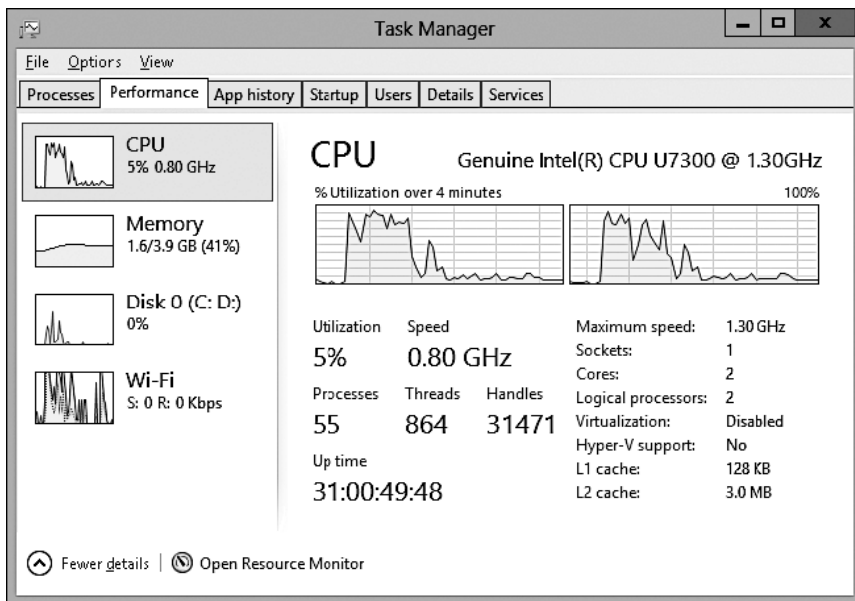 Task Manager
File Options View
Processes Performance App history Startup Users Details Services
CPU
5% 0.80 GHz
Memory
1.6/3.9 GB (41%)
Disk 0 (C: D:)
0%
Wi-Fi
S: 0 R: 0 Kbps
CPU Genuine Intel(R) CPU U7300 @ 1.30GHz
% Utilization over 4 minutes 100%
Utilization Speed
5% 0.80 GHz
Processes Threads Handles
55 864 31471
Up time
31:00:49:48
Maximum speed: 1.30 GHz
Sockets: 1
Cores: 2
Logical processors: 2
Virtualization: Disabled
Hyper-V support: No
L1 cache: 128 KB
L2 cache: 3.0 MB
Fewer details | Open Resource Monitor